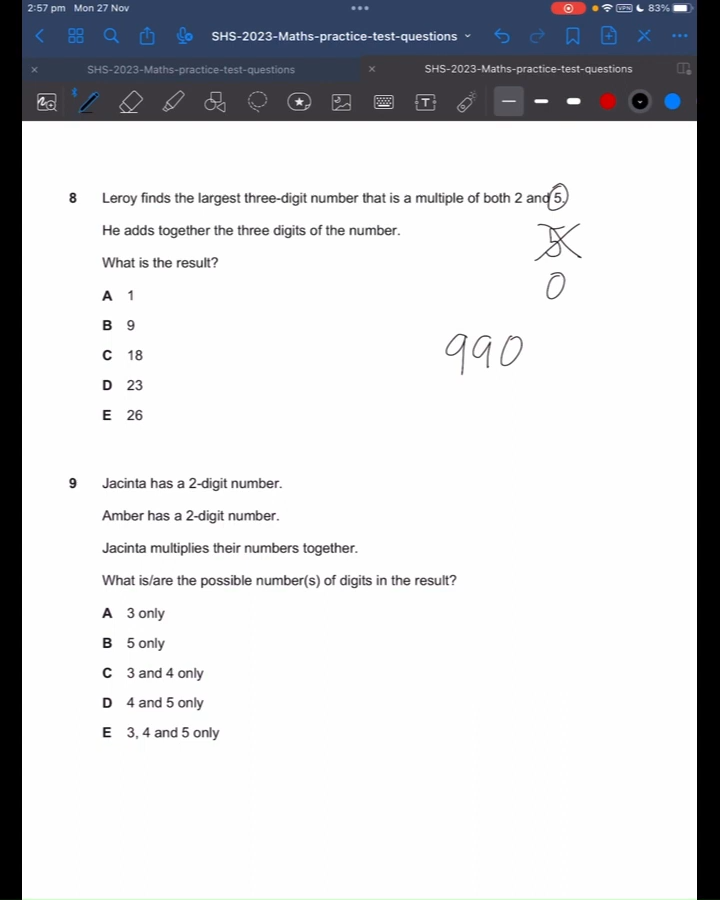 2:57 pm Mon 27 Nov
VPN 83%
SHS-2023-Maths-practice-test-questions
SHS-2023-Maths-practice-test-questions
SHS-2023-Maths-practice-test-questions
T
8 Leroy finds the largest three-digit number that is a multiple of both 2 and 5.
He adds together the three digits of the number.
5
What is the result?
0
A 1
B 9
990
C 18
D 23
E 26
9 Jacinta has a 2-digit number.
Amber has a 2-digit number.
Jacinta multiplies their numbers together.
What is/are the possible number(s) of digits in the result?
A 3 only
B 5 only
C 3 and 4 only
D 4 and 5 only
E 3, 4 and 5 only